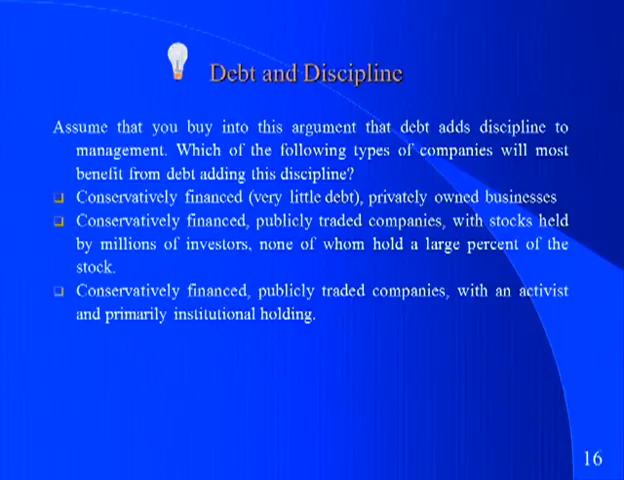 Debt and Discipline
Assume that you buy into this argument that debt adds discipline to
management. Which of the following types of companies will most
benefit from debt adding this discipline?
Conservatively financed (very little debt), privately owned businesses
Conservatively financed, publicly traded companies, with stocks held
by millions of investors, none of whom hold a large percent of the
stock.
Conservatively financed, publicly traded companies, with an activist
and primarily institutional holding.
16